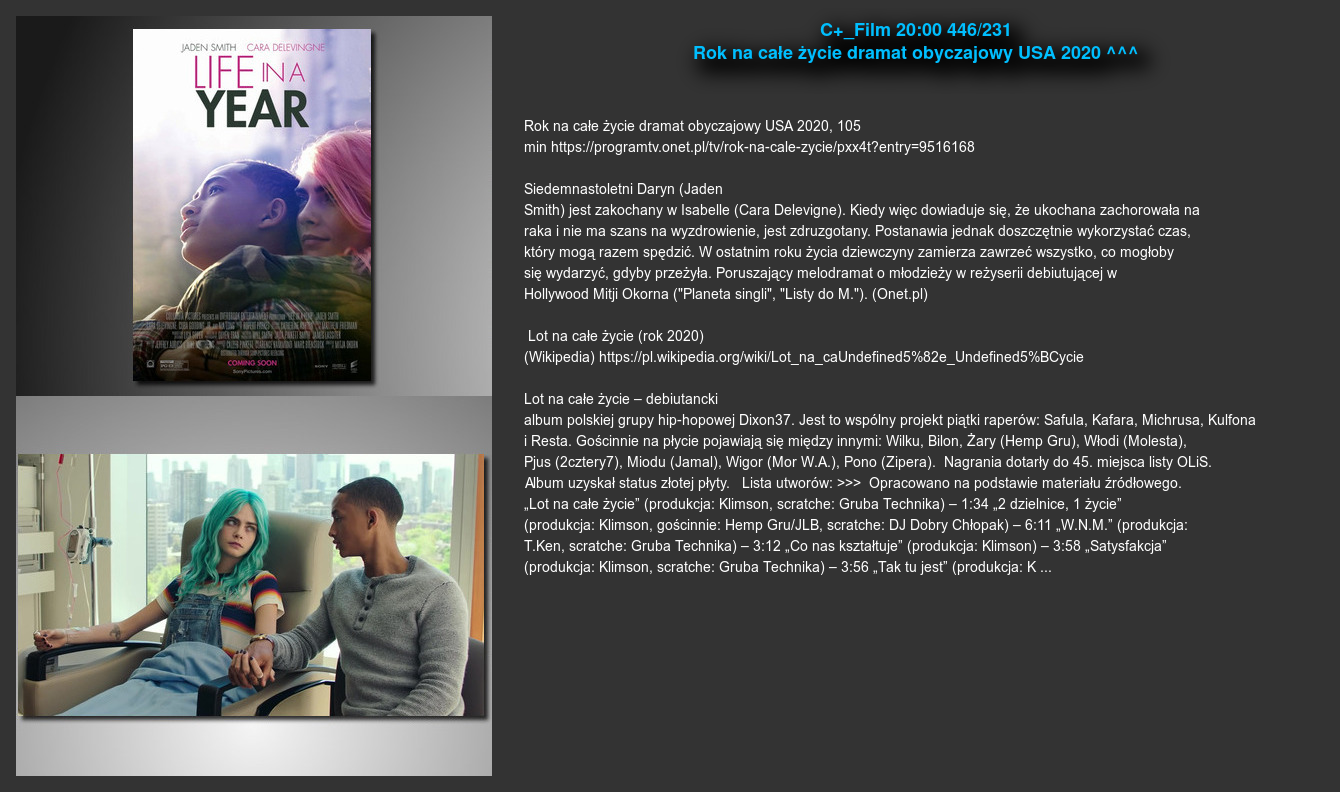 C+_Film 20:00 446/231
Rok na całe życie dramat obyczajowy USA 2020 ^^^
JADEN SMITH CARA DELEVINGNE
LIFE IN A
YEAR
COMING SOON
SonyPictures.com
Rok na całe życie dramat obyczajowy USA 2020, 105
min https://programtv.onet.pl/tv/rok-na-cale-zycie/pxx4t?entry=9516168
Siedemnastoletni Daryn (Jaden
Smith) jest zakochany w Isabelle (Cara Delevigne). Kiedy więc dowiaduje się, że ukochana zachorowała na
raka i nie ma szans na wyzdrowienie, jest zdruzgotany. Postanawia jednak doszczętnie wykorzystać czas,
który mogą razem spędzić. W ostatnim roku życia dziewczyny zamierza zawrzeć wszystko, co mogłoby
się wydarzyć, gdyby przeżyła. Poruszający melodramat o młodzieży w reżyserii debiutującej w
Hollywood Mitji Okorna ("Planeta singli", "Listy do M."). (Onet.pl)
Lot na całe życie (rok 2020)
(Wikipedia) https://pl.wikipedia.org/wiki/Lot_na_caUndefined5%82e_Undefined5%BCycie
Lot na całe życie – debiutancki
album polskiej grupy hip-hopowej Dixon37. Jest to wspólny projekt piątki raperów: Safula, Kafara, Michrusa, Kulfona
i Resta. Gościnnie na płycie pojawiają się między innymi: Wilku, Bilon, Żary (Hemp Gru), Włodi (Molesta),
Pjus (2cztery7), Miodu (Jamal), Wigor (Mor W.A.), Pono (Zipera).  Nagrania dotarły do 45. miejsca listy OLiS.
Album uzyskał status złotej płyty.   Lista utworów: >>>  Opracowano na podstawie materiału źródłowego.
„Lot na całe życie” (produkcja: Klimson, scratche: Gruba Technika) – 1:34 „2 dzielnice, 1 życie”
(produkcja: Klimson, gościnnie: Hemp Gru/JLB, scratche: DJ Dobry Chłopak) – 6:11 „W.N.M.” (produkcja:
T.Ken, scratche: Gruba Technika) – 3:12 „Co nas kształtuje” (produkcja: Klimson) – 3:58 „Satysfakcja”
(produkcja: Klimson, scratche: Gruba Technika) – 3:56 „Tak tu jest” (produkcja: K ...